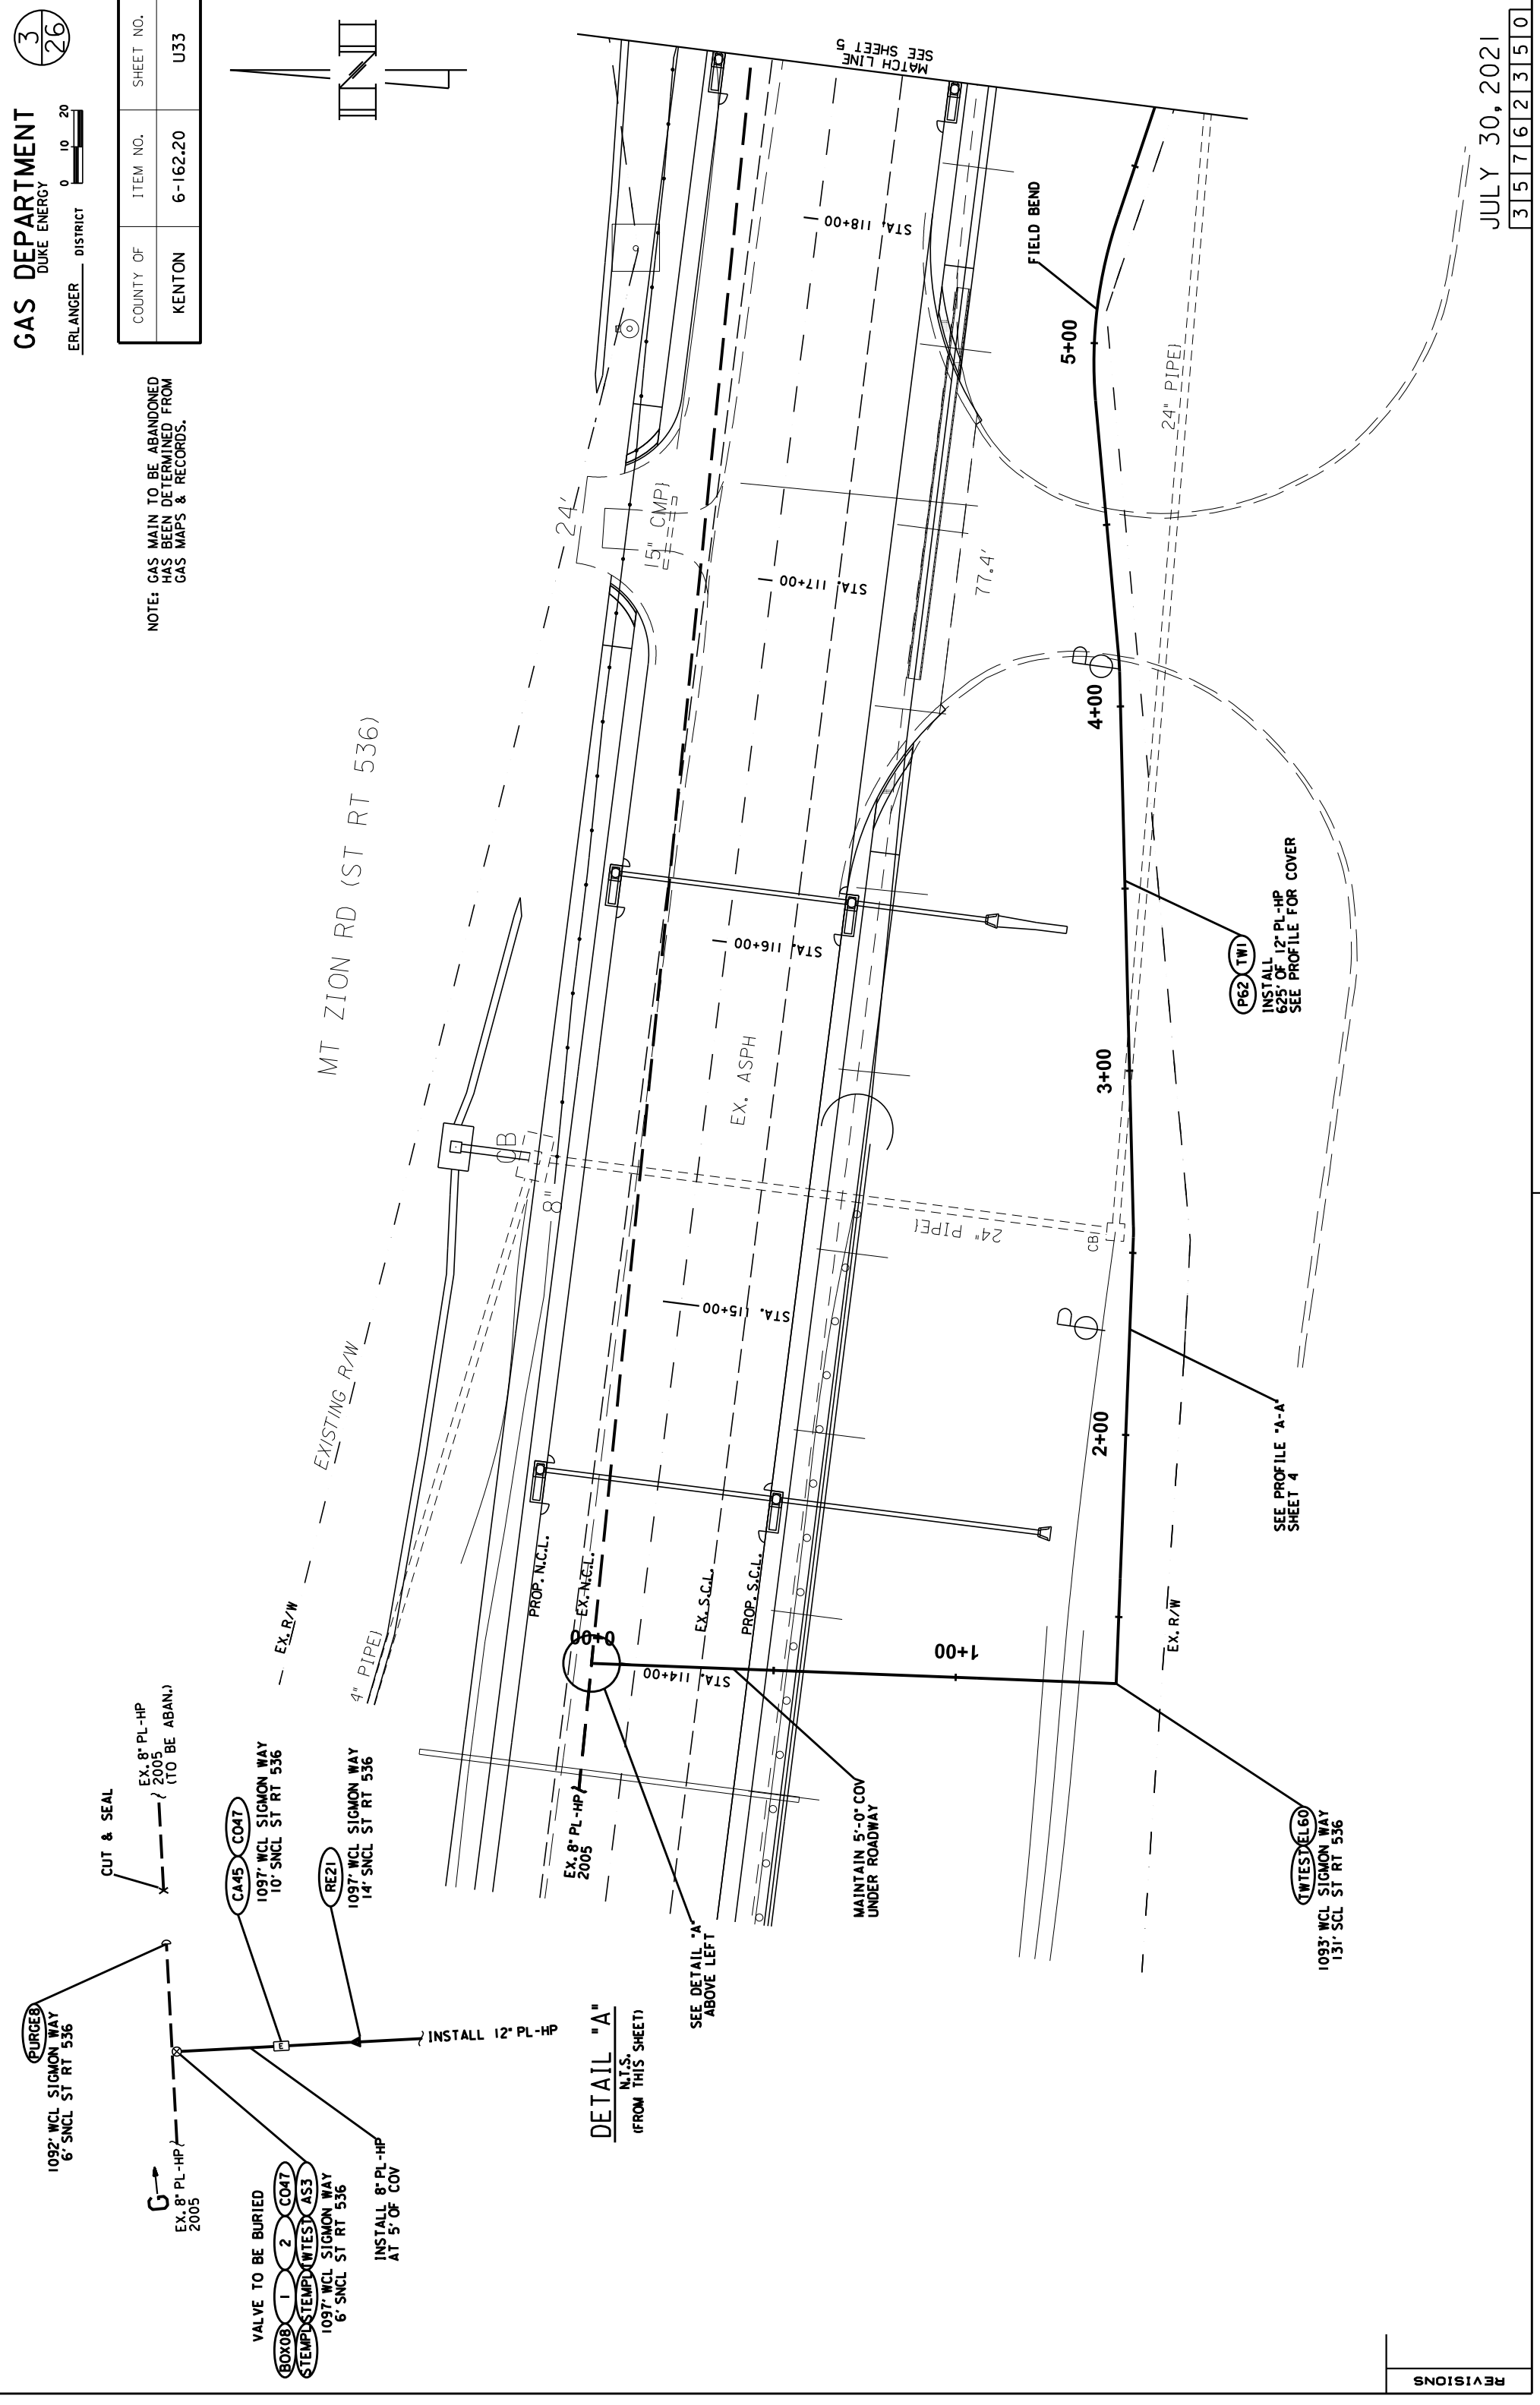 GAS DEPARTMENT
DUKE ENERGY
ERLANGER DISTRICT
0 10 20
3
26
COUNTY OF
ITEM NO.
SHEET NO.
KENTON
6-162.20
U33
NOTE: GAS MAIN TO BE ABANDONED
HAS BEEN DETERMINED FROM
GAS MAPS & RECORDS.
N
PURGE8
1092' WCL SIGMON WAY
6' SNCL ST RT 536
CUT & SEAL
EX. 8" PL-HP
2005
(TO BE ABAN.)
G
EX. 8" PL-HP
2005
CA45 CO47
1097' WCL SIGMON WAY
10' SNCL ST RT 536
E
RE21
1097' WCL SIGMON WAY
14' SNCL ST RT 536
VALVE TO BE BURIED
BOX08 1 2 CO47
STEMPL STEMPL TWTEST AS3
1097' WCL SIGMON WAY
6' SNCL ST RT 536
INSTALL 8" PL-HP
AT 5' OF COV
INSTALL 12" PL-HP
DETAIL "A"
N.T.S.
(FROM THIS SHEET)
MT ZION RD (ST RT 536)
EXISTING R/W
EX. R/W
4" PIPE
CB
8"
24'
15" CMP
PROP. N.C.L.
EX. N.C.L.
EX. S.C.L.
PROP. S.C.L.
EX. 8" PL-HP
2005
EX. ASPH
0+00
STA. 114+00
STA. 115+00
STA. 116+00
STA. 117+00
STA. 118+00
MATCH LINE
SEE SHEET 5
SEE DETAIL "A"
ABOVE LEFT
MAINTAIN 5'-0" COV
UNDER ROADWAY
1+00
2+00
3+00
4+00
5+00
24" PIPE
CB
P
P
77.4'
24" PIPE
FIELD BEND
EX. R/W
TWTEST EL60
1093' WCL SIGMON WAY
131' SCL ST RT 536
SEE PROFILE "A-A"
SHEET 4
P62 TW1
INSTALL
625' OF 12" PL-HP
SEE PROFILE FOR COVER
REVISIONS
JULY 30, 2021
3 5 7 6 2 3 5 0